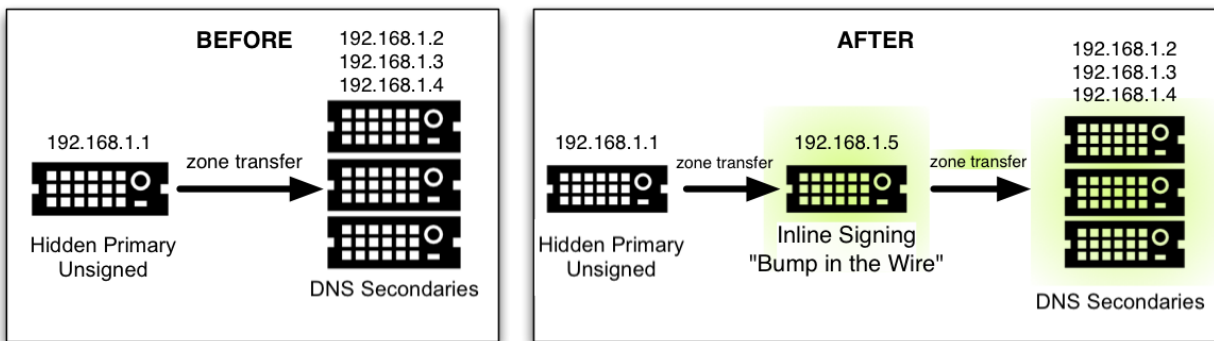 BEFORE
192.168.1.2
192.168.1.3
192.168.1.4
192.168.1.1
zone transfer
Hidden Primary
Unsigned
DNS Secondaries
AFTER
192.168.1.2
192.168.1.3
192.168.1.4
192.168.1.1
zone transfer
192.168.1.5
zone transfer
Hidden Primary
Unsigned
Inline Signing
"Bump in the Wire"
DNS Secondaries